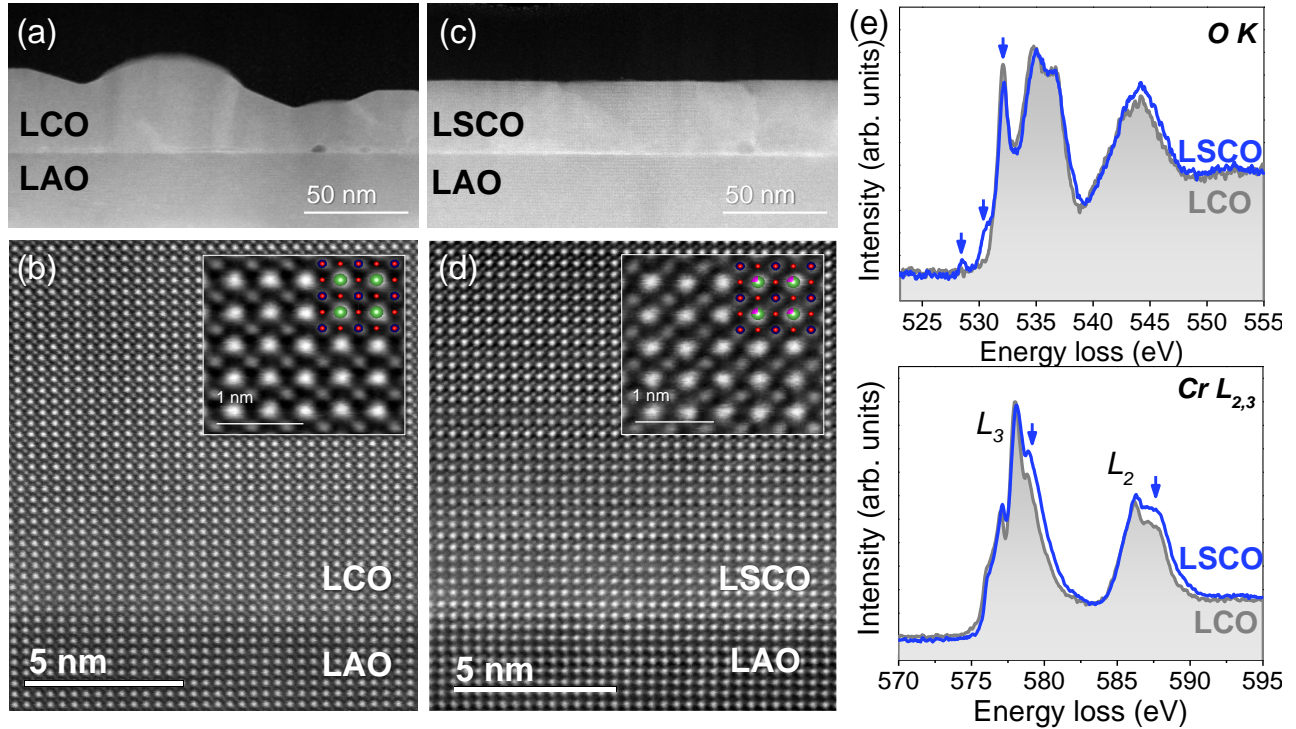 (a)
LCO
LAO
50 nm
(c)
LSCO
LAO
50 nm
(b)
1 nm
LCO
LAO
5 nm
(d)
1 nm
LSCO
LAO
5 nm
(e)
O K
Intensity (arb. units)
LSCO
LCO
525 530 535 540 545 550 555
Energy loss (eV)
Cr L2,3
Intensity (arb. units)
L3
L2
LSCO
LCO
570 575 580 585 590 595
Energy loss (eV)